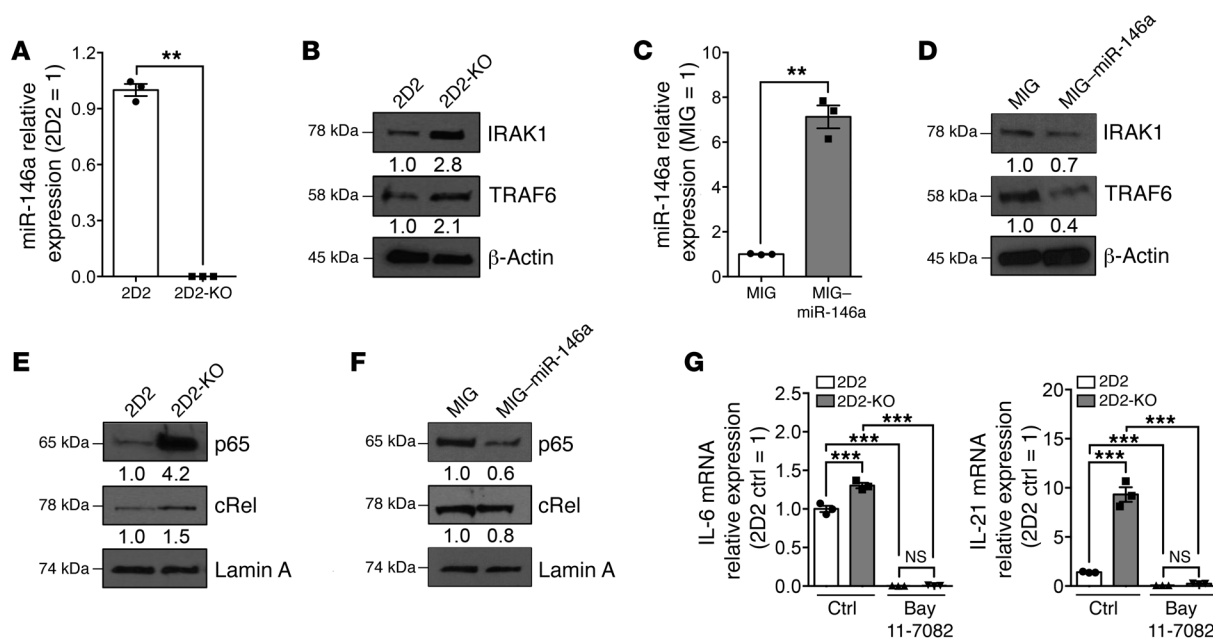 A
miR-146a relative
expression (2D2 = 1)
1.2
0.9
0.6
0.3
0.0
**
2D2
2D2-KO
B
2D2
2D2-KO
78 kDa
IRAK1
1.0 2.8
58 kDa
TRAF6
1.0 2.1
45 kDa
β-Actin
C
miR-146a relative
expression (MIG = 1)
10
8
6
4
2
0
**
MIG
MIG–
miR-146a
D
MIG
MIG–miR-146a
78 kDa
IRAK1
1.0 0.7
58 kDa
TRAF6
1.0 0.4
45 kDa
β-Actin
E
2D2
2D2-KO
65 kDa
p65
1.0 4.2
78 kDa
cRel
1.0 1.5
74 kDa
Lamin A
F
MIG
MIG–miR-146a
65 kDa
p65
1.0 0.6
78 kDa
cRel
1.0 0.8
74 kDa
Lamin A
G
2D2
2D2-KO
IL-6 mRNA
relative expression
(2D2 ctrl = 1)
2.5
2.0
1.5
1.0
0.5
0.0
***
***
***
NS
Ctrl
Bay
11-7082
2D2
2D2-KO
IL-21 mRNA
relative expression
(2D2 ctrl = 1)
20
15
10
5
0
***
***
***
NS
Ctrl
Bay
11-7082